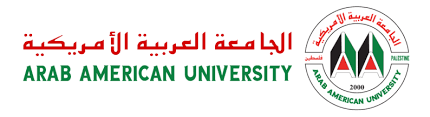 الجامعة العربية الأمريكية
ARAB AMERICAN UNIVERSITY
الجامعة العربية الأمريكية
فلسطين
PALESTINE
2000
ARAB AMERICAN UNIVERSITY